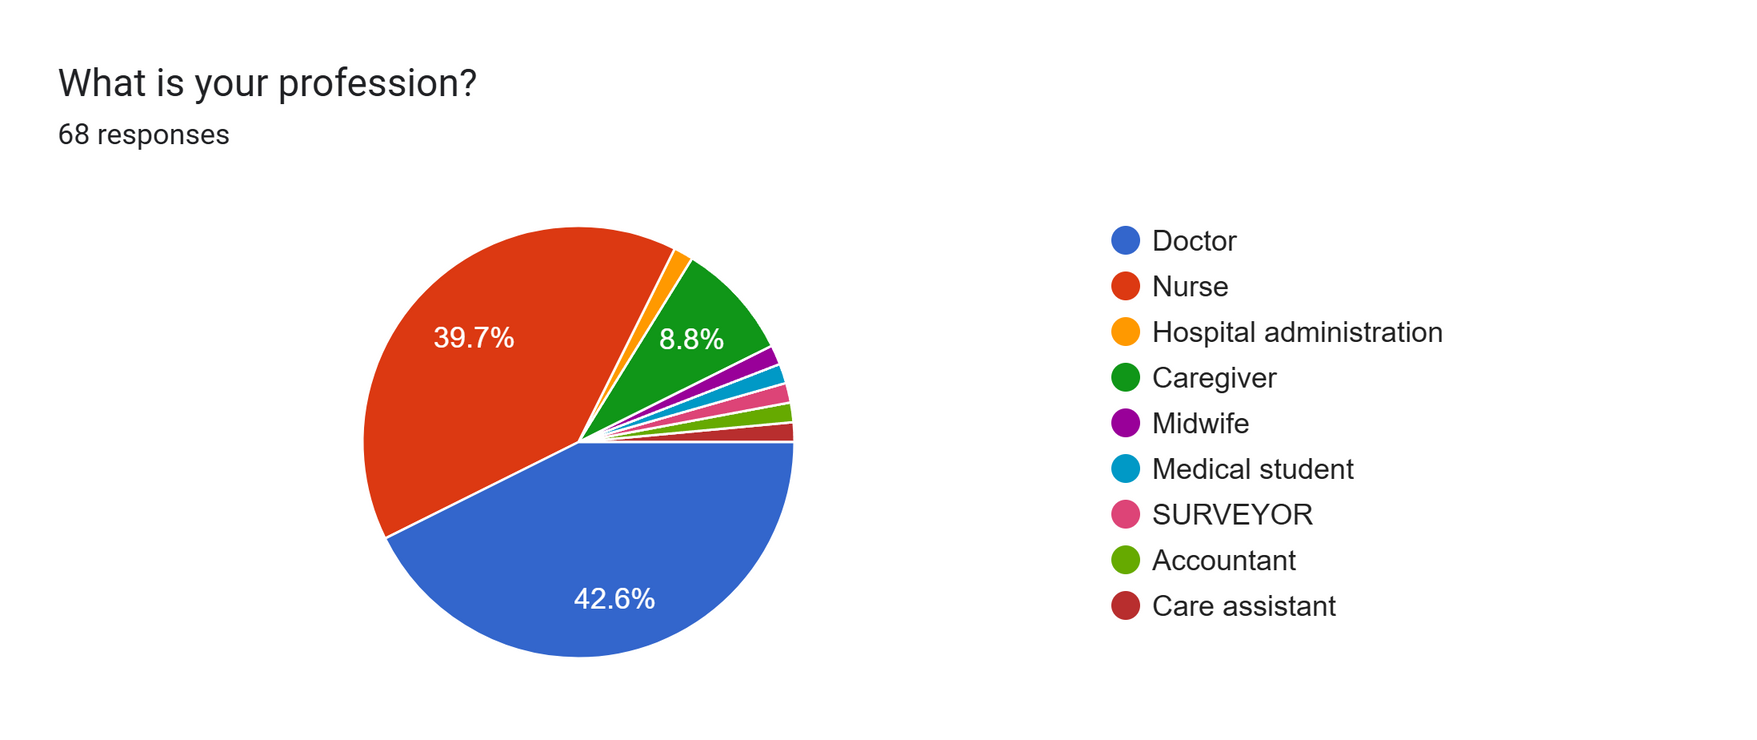 What is your profession?
68 responses
39.7%
8.8%
42.6%
Doctor
Nurse
Hospital administration
Caregiver
Midwife
Medical student
SURVEYOR
Accountant
Care assistant